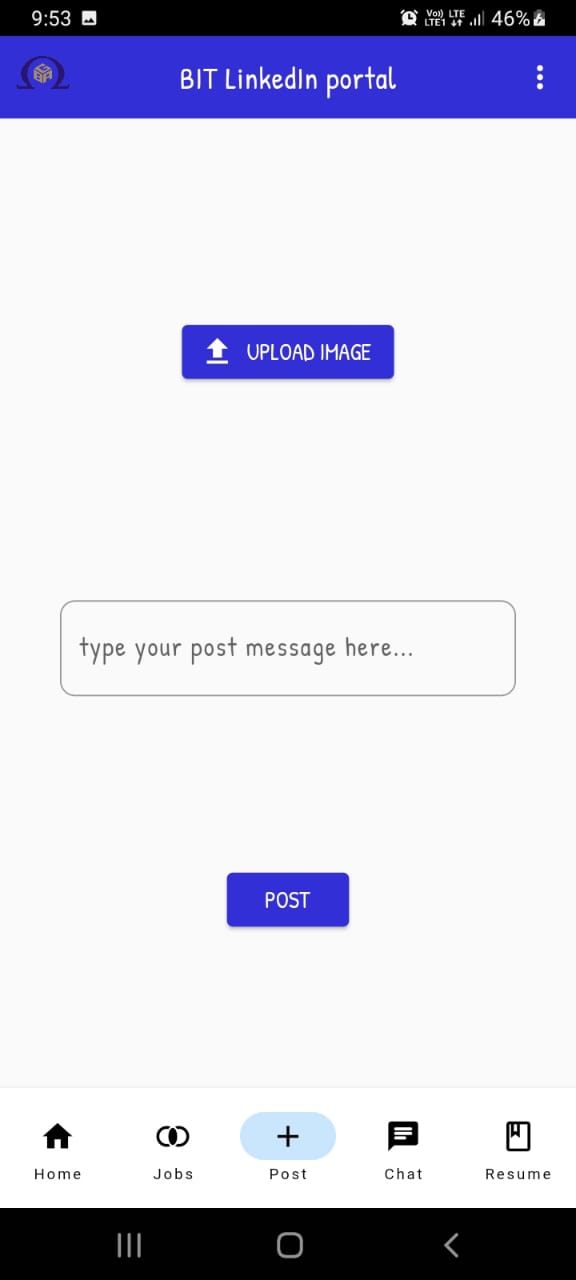 9:53
Vo)) LTE
LTE1
46%
BIT LinkedIn portal
UPLOAD IMAGE
type your post message here...
POST
Home Jobs Post Chat Resume